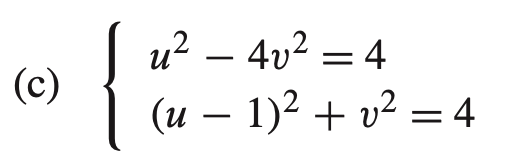 (c) { u² − 4v² = 4
(u − 1)² + v² = 4